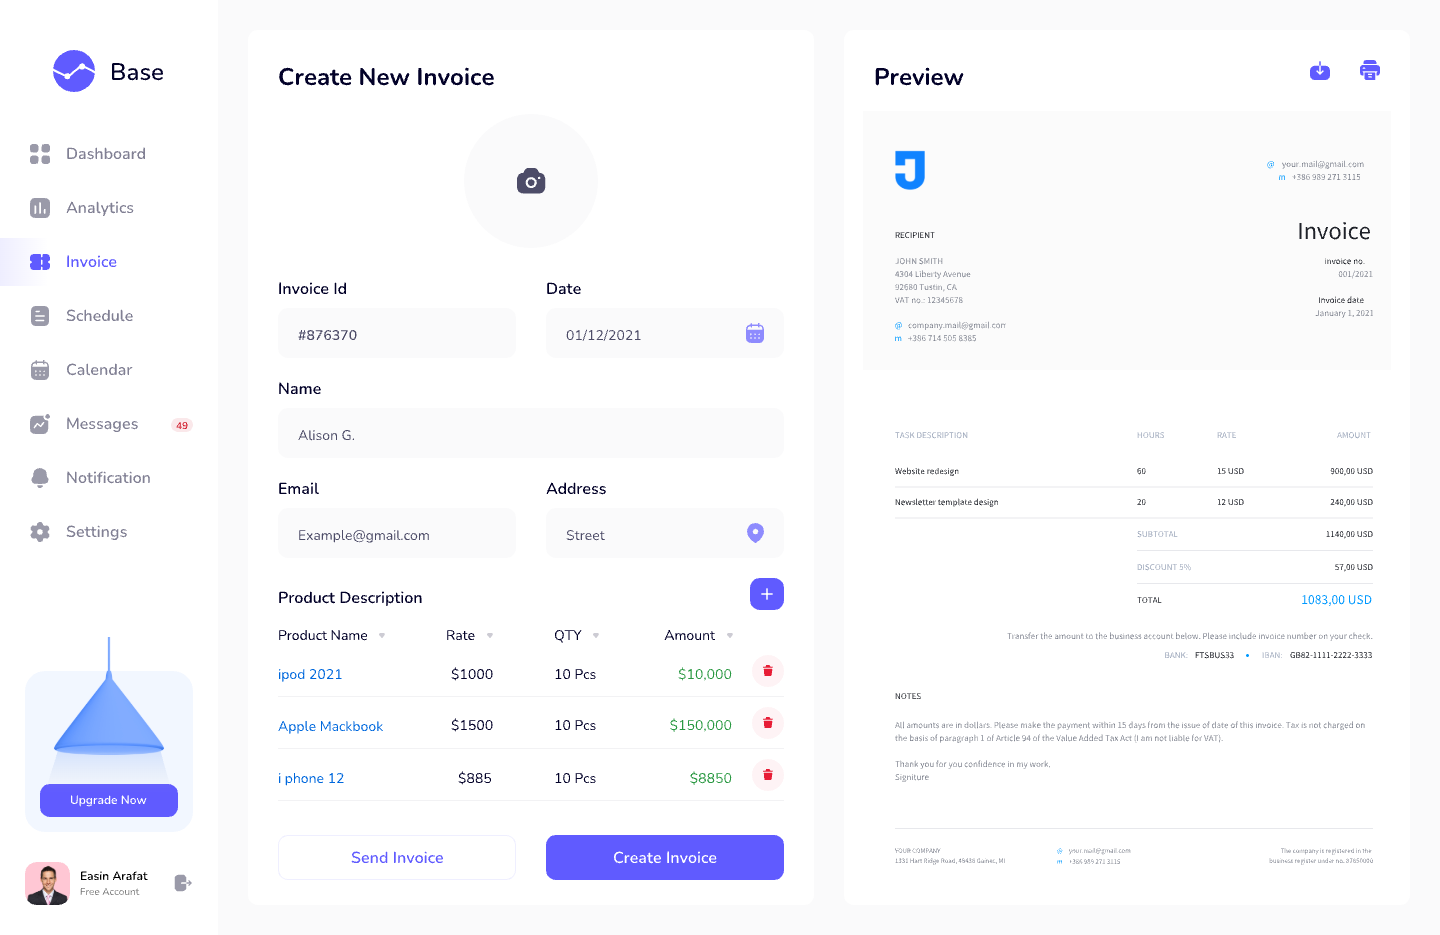 Base
Dashboard
Analytics
Invoice
Schedule
Calendar
Messages 49
Notification
Settings
Upgrade Now
Easin Arafat
Free Account
Create New Invoice
Invoice Id Date
#876370 01/12/2021
Name
Alison G.
Email Address
Example@gmail.com Street
Product Description
Product Name Rate QTY Amount
ipod 2021 $1000 10 Pcs $10,000
Apple Mackbook $1500 10 Pcs $150,000
i phone 12 $885 10 Pcs $8850
Send Invoice Create Invoice
Preview
J
@ your.mail@gmail.com
m +386 989 271 3115
Invoice
RECIPIENT
JOHN SMITH
4304 Liberty Avenue
92680 Tustin, CA
VAT no.: 12345678
@ company.mail@gmail.com
m +386 714 505 8385
Invoice no.
001/2021
Invoice date
January 1, 2021
TASK DESCRIPTION HOURS RATE AMOUNT
Website redesign 60 15 USD 900,00 USD
Newsletter template design 20 12 USD 240,00 USD
SUBTOTAL 1140,00 USD
DISCOUNT 5% 57,00 USD
TOTAL 1083,00 USD
Transfer the amount to the business account below. Please include invoice number on your check.
BANK: FTSBUS33 • IBAN: GB82-1111-2222-3333
NOTES
All amounts are in dollars. Please make the payment within 15 days from the issue of date of this invoice. Tax is not charged on
the basis of paragraph 1 of Article 94 of the Value Added Tax Act (I am not liable for VAT).
Thank you for you confidence in my work.
Signiture
YOUR COMPANY
1331 Hart Ridge Road, 48436 Gaines, MI
@ your.mail@gmail.com
m +386 989 271 3115
The company is registered in the
business register under no. 87650000